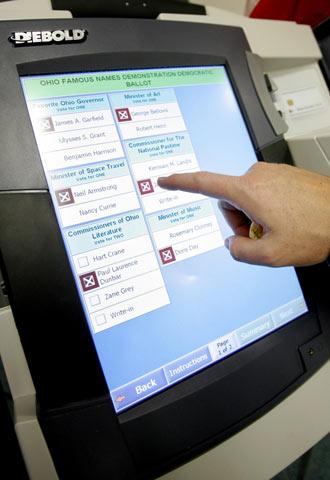 DIEBOLD
OHIO FAMOUS NAMES DEMONSTRATION DEMOCRATIC
BALLOT
Favorite Ohio Governor
Vote for ONE
James A. Garfield
Ulysses S. Grant
Benjamin Harrison
Minister of Space Travel
Vote for ONE
Neil Armstrong
Nancy Currie
Commissioners of Ohio
Literature
Vote for TWO
Hart Crane
Paul Laurence
Dunbar
Zane Grey
Write-in
Minister of Art
Vote for ONE
George Bellows
Robert Henri
Commissioner for The
National Pastime
Vote for ONE
Kenesaw M. Landis
Write-in
Minister of Music
Vote for ONE
Rosemary Clooney
Doris Day
Back
Instructions
Page
1 of 2
Summary
Next